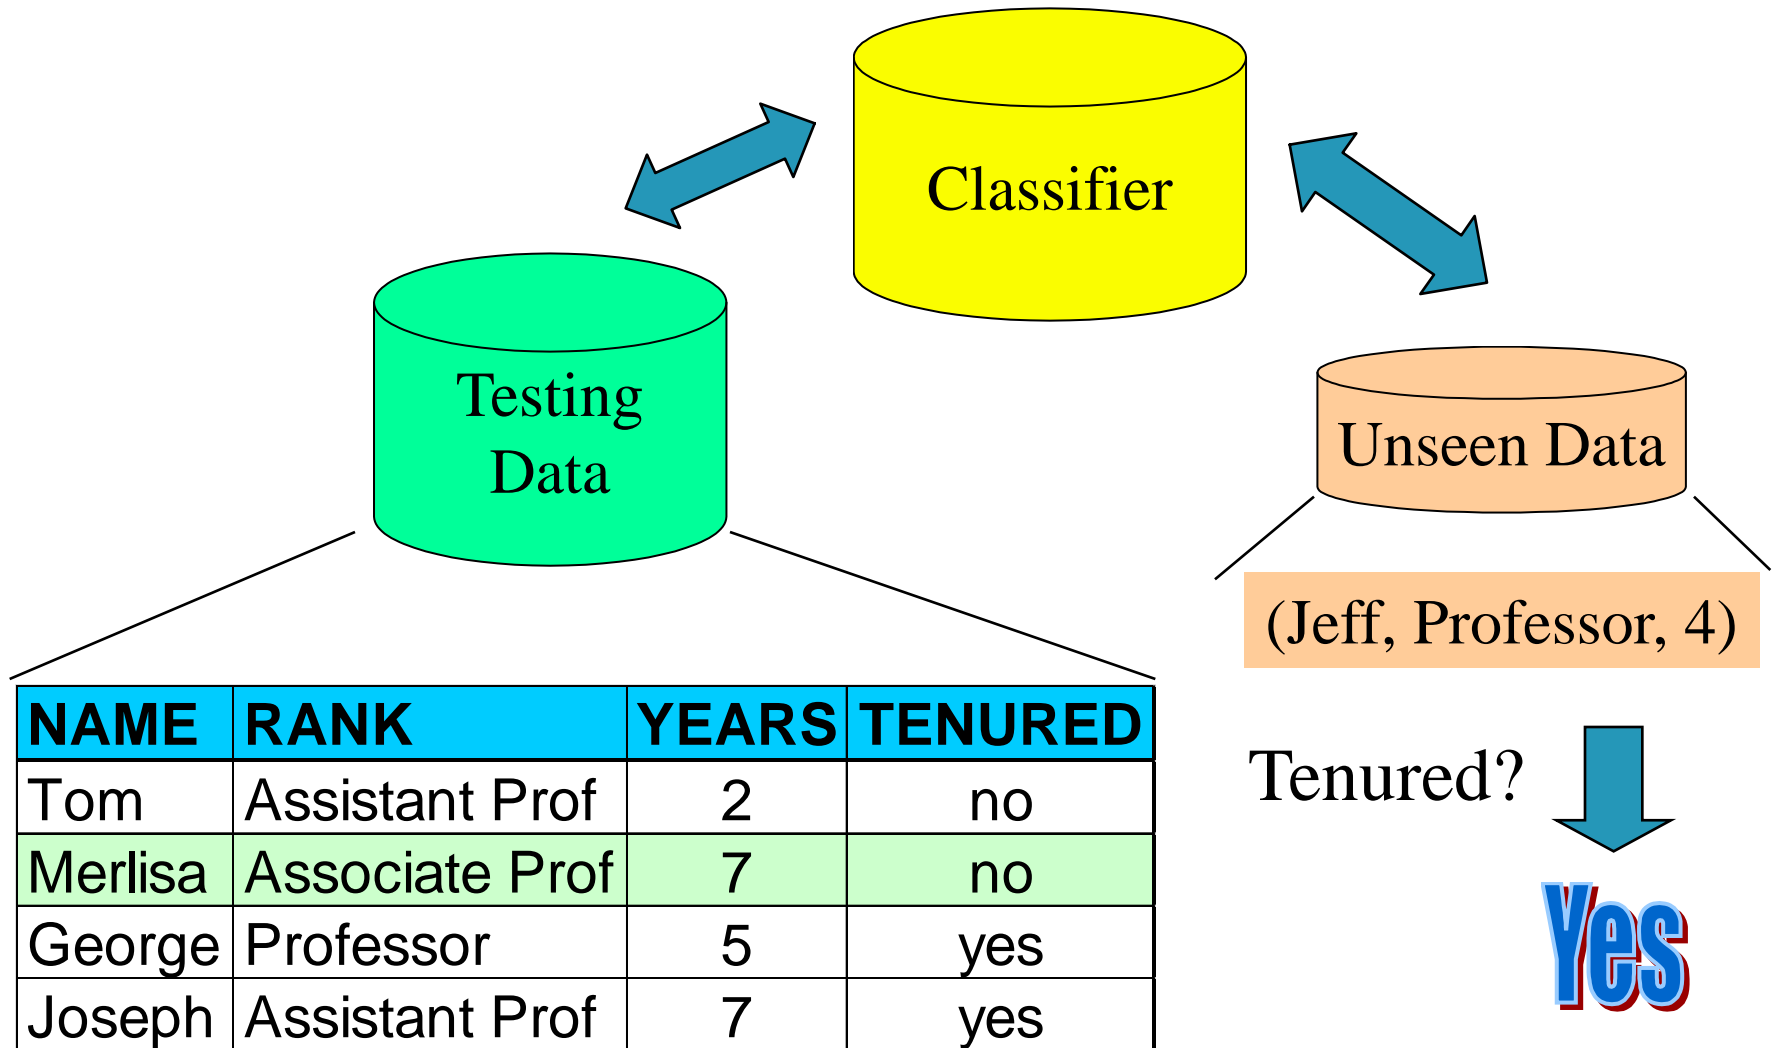 Classifier
Testing
Data
Unseen Data
(Jeff, Professor, 4)
NAME RANK YEARS TENURED
Tom Assistant Prof 2 no
Merlisa Associate Prof 7 no
George Professor 5 yes
Joseph Assistant Prof 7 yes
Tenured?
Yes